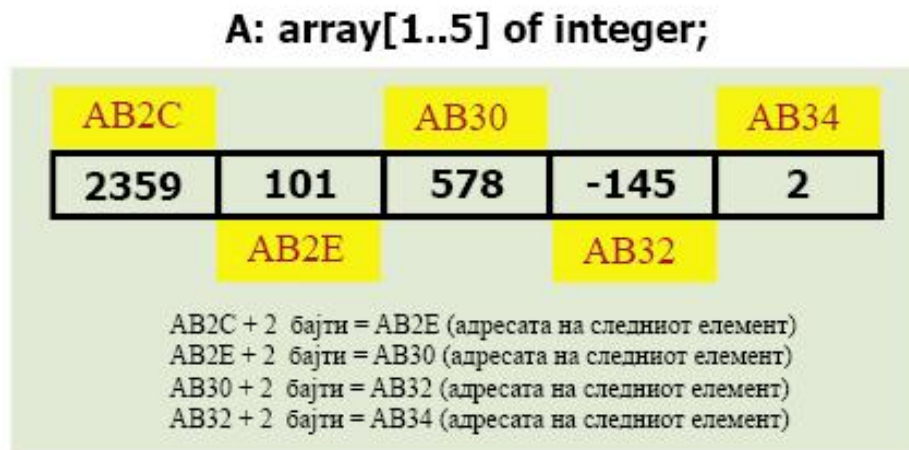 A: array[1..5] of integer;
AB2C AB30 AB34
2359 101 578 -145 2
AB2E AB32
AB2C + 2 бајти = AB2E (адресата на следниот елемент)
AB2E + 2 бајти = AB30 (адресата на следниот елемент)
AB30 + 2 бајти = AB32 (адресата на следниот елемент)
AB32 + 2 бајти = AB34 (адресата на следниот елемент)